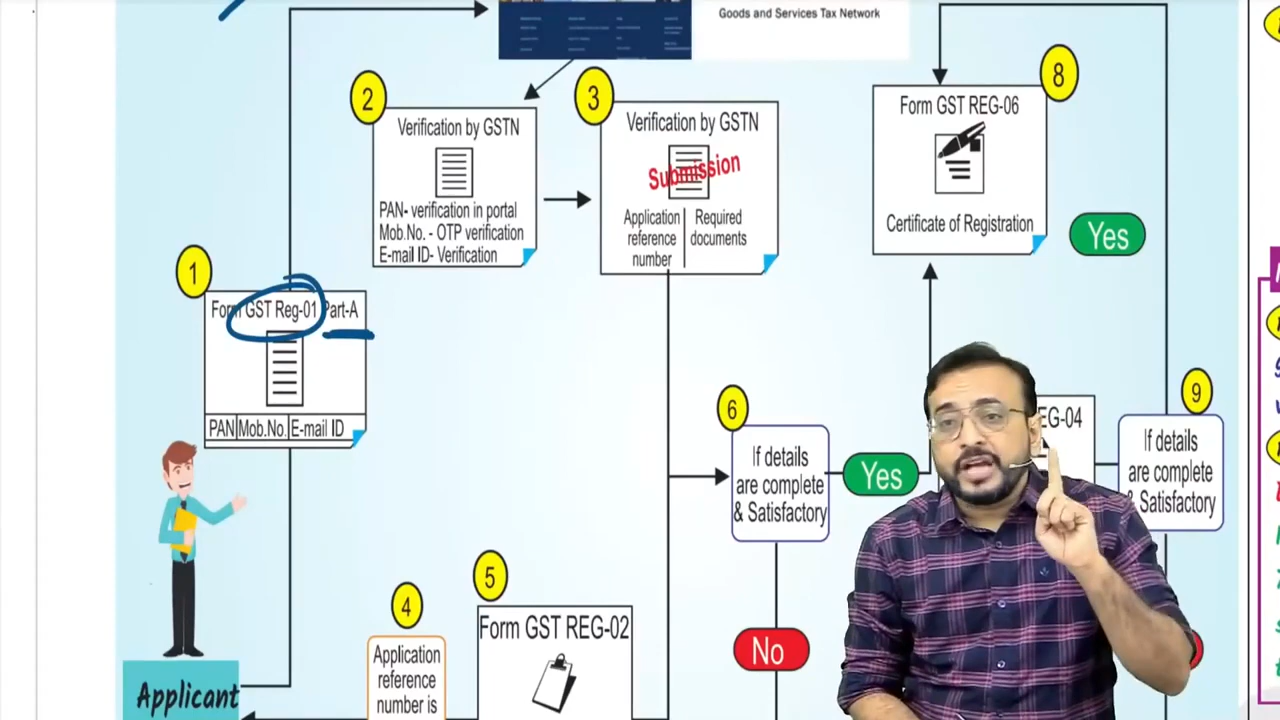 Goods and Services Tax Network
2
Verification by GSTN
PAN- verification in portal
Mob.No. - OTP verification
E-mail ID- Verification
3
Verification by GSTN
Submission
Application
reference
number
Required
documents
8
Form GST REG-06
Certificate of Registration
Yes
1
Form GST Reg-01 Part-A
PAN Mob.No. E-mail ID
6
If details
are complete
& Satisfactory
Yes
EG-04
9
If details
are complete
& Satisfactory
No
5
Form GST REG-02
4
Application
reference
number is
Applicant